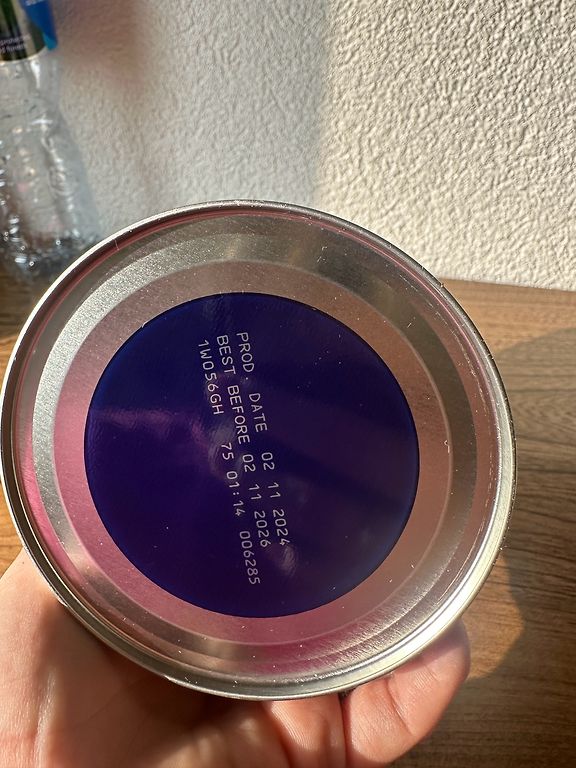 PROD. DATE 02 11 2024
BEST BEFORE 02 11 2026
1W056GH 75 01:14 006285